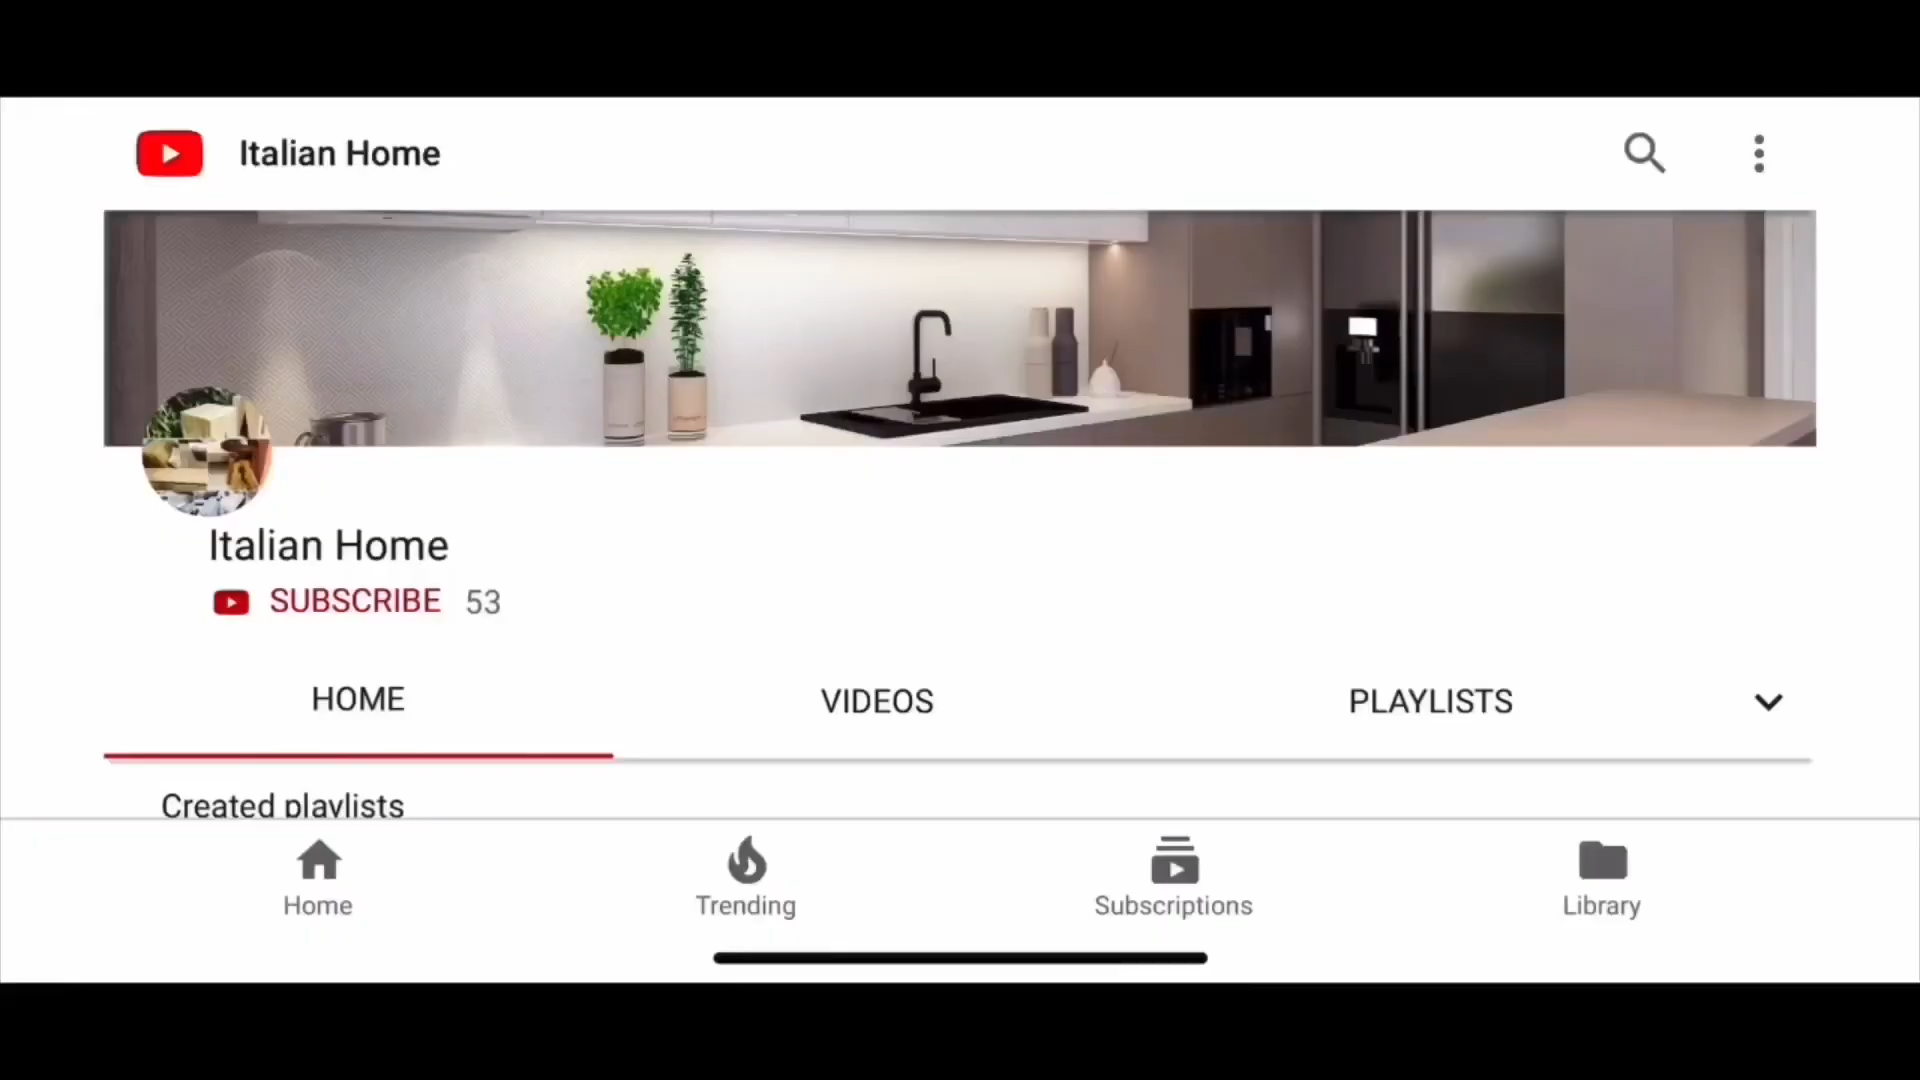 Italian Home
Italian Home
SUBSCRIBE 53
HOME VIDEOS PLAYLISTS
Created playlists
Home Trending Subscriptions Library